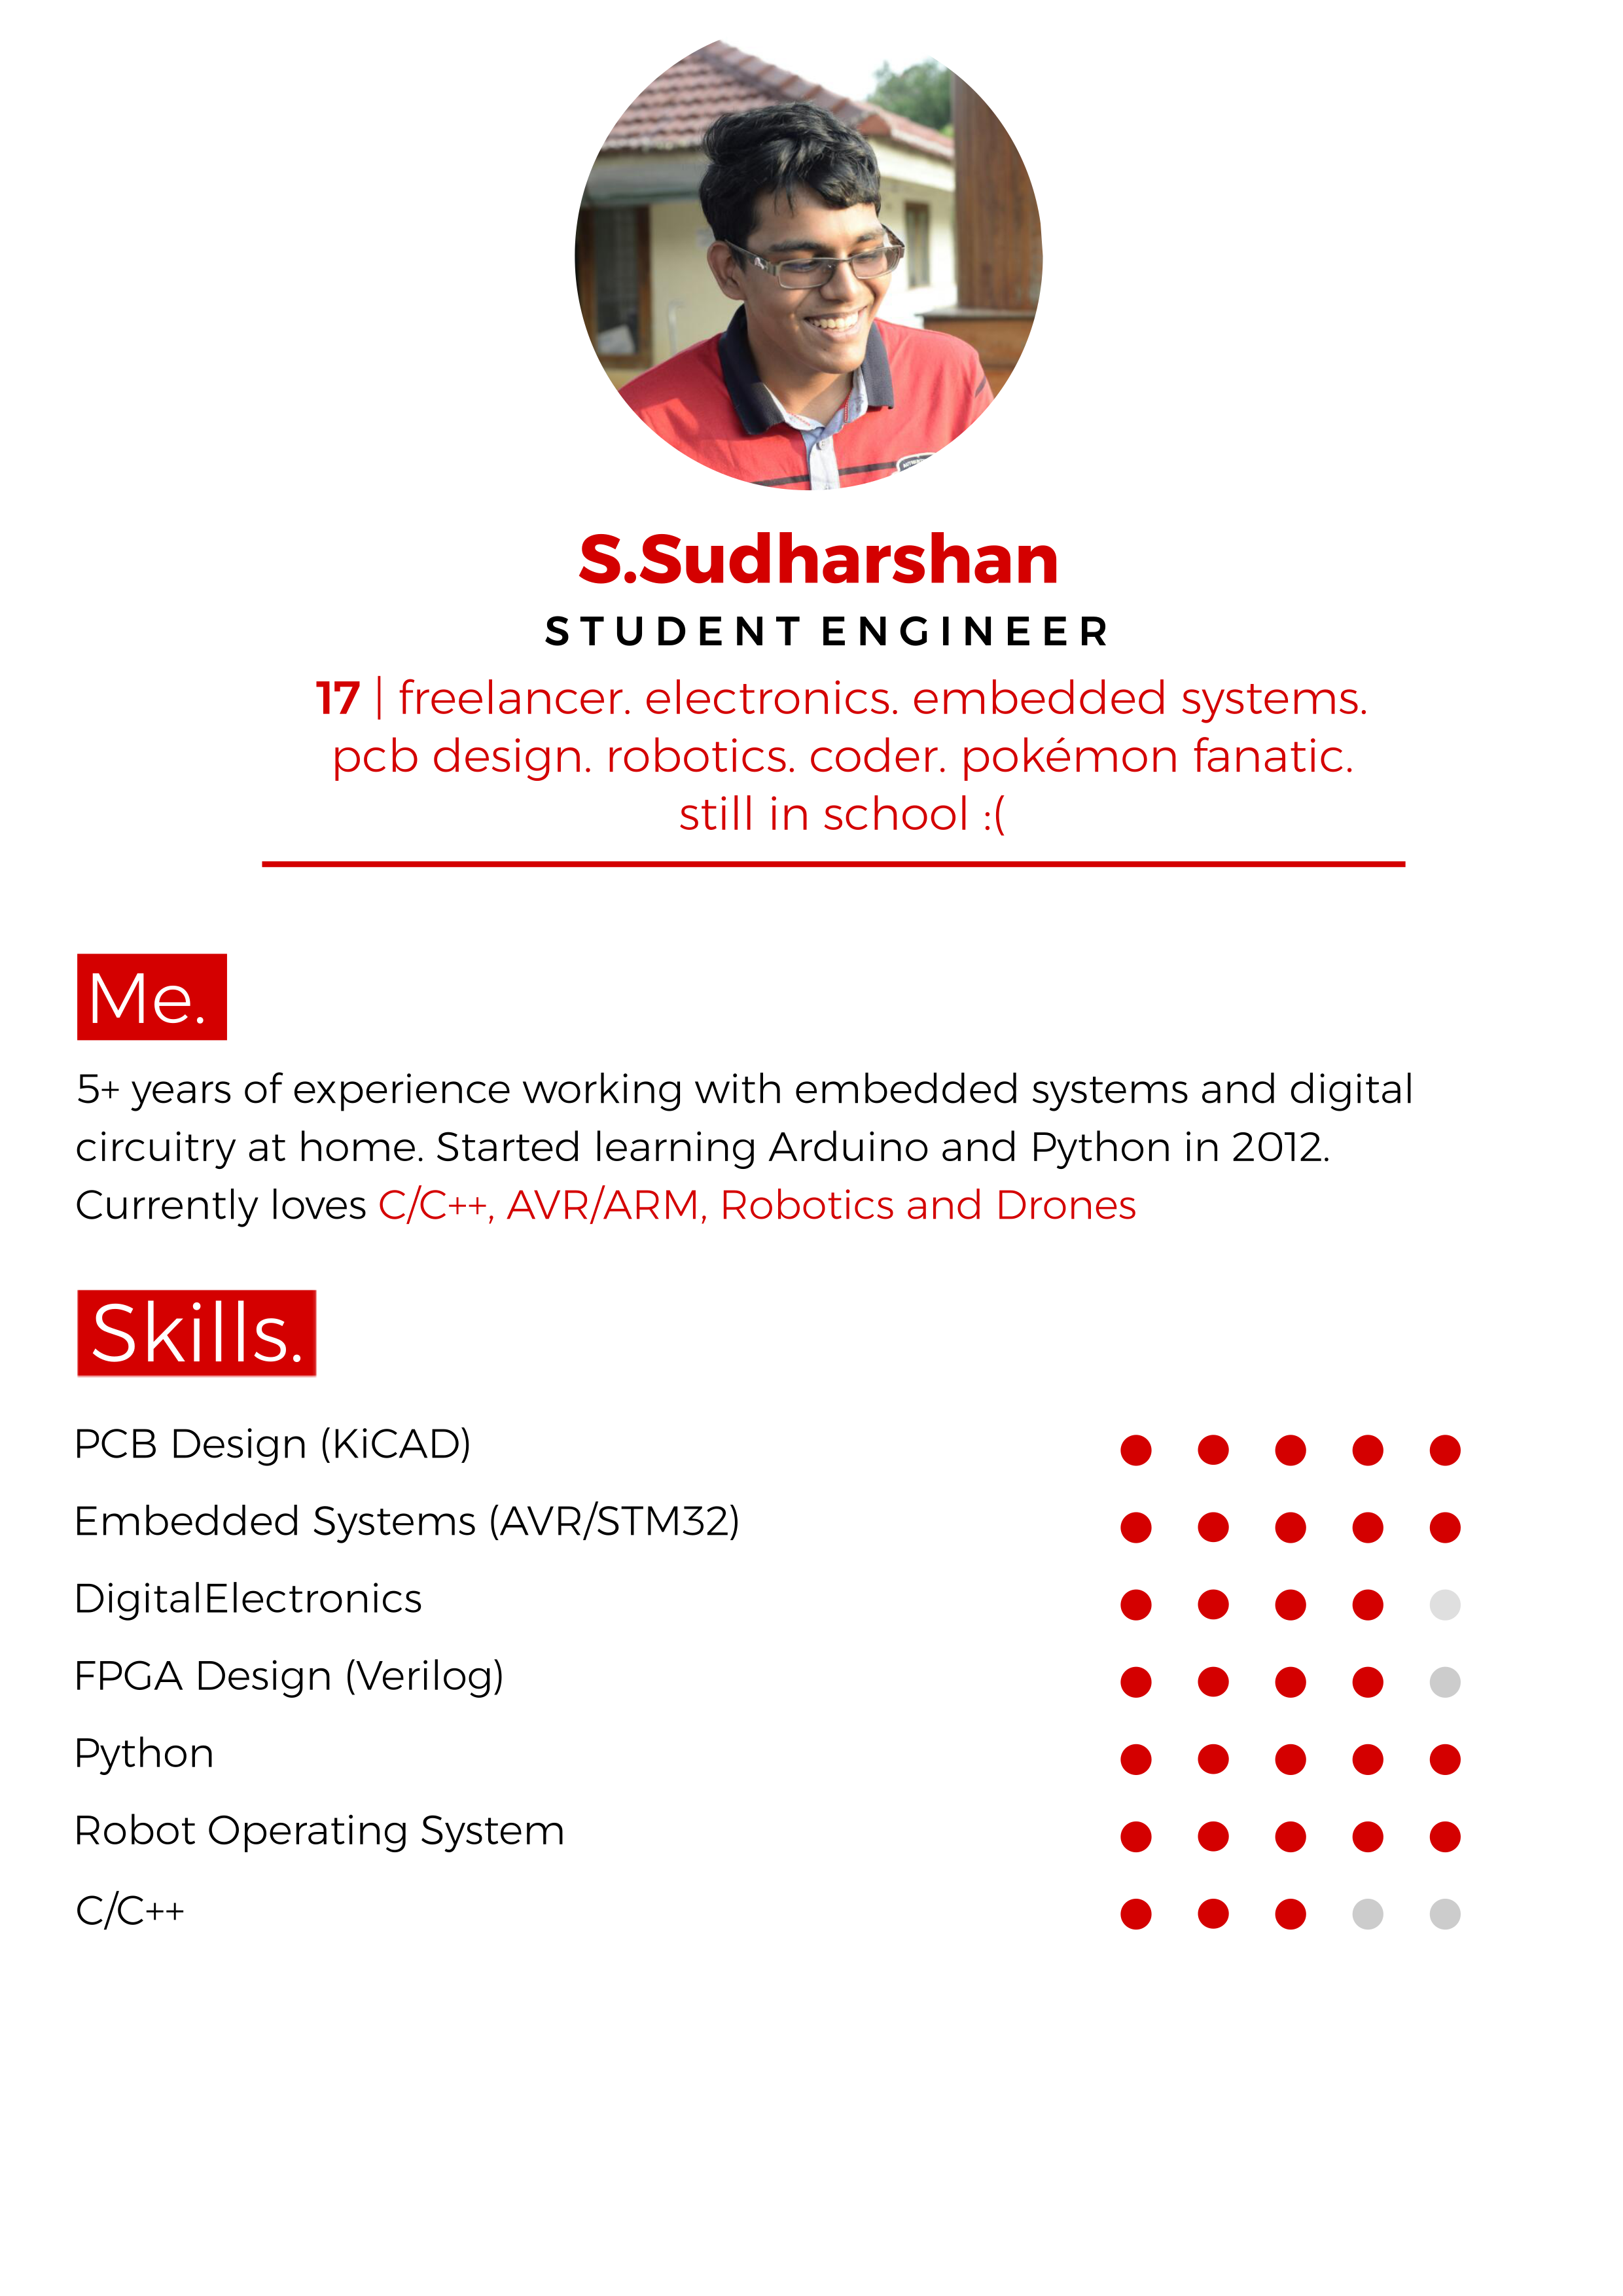 S.Sudharshan
STUDENT ENGINEER
17 | freelancer. electronics. embedded systems.
pcb design. robotics. coder. pokémon fanatic.
still in school :(
Me.
5+ years of experience working with embedded systems and digital
circuitry at home. Started learning Arduino and Python in 2012.
Currently loves C/C++, AVR/ARM, Robotics and Drones
Skills.
PCB Design (KiCAD)
Embedded Systems (AVR/STM32)
DigitalElectronics
FPGA Design (Verilog)
Python
Robot Operating System
C/C++